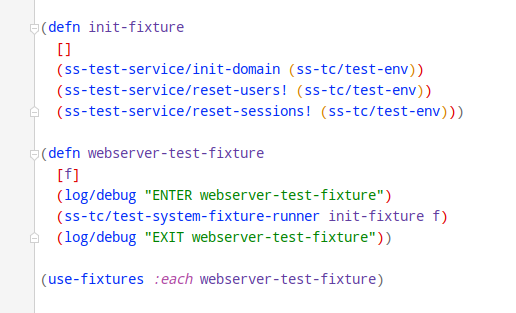 (defn init-fixture
  []
  (ss-test-service/init-domain (ss-tc/test-env))
  (ss-test-service/reset-users! (ss-tc/test-env))
  (ss-test-service/reset-sessions! (ss-tc/test-env)))
(defn webserver-test-fixture
  [f]
  (log/debug "ENTER webserver-test-fixture")
  (ss-tc/test-system-fixture-runner init-fixture f)
  (log/debug "EXIT webserver-test-fixture"))
(use-fixtures :each webserver-test-fixture)